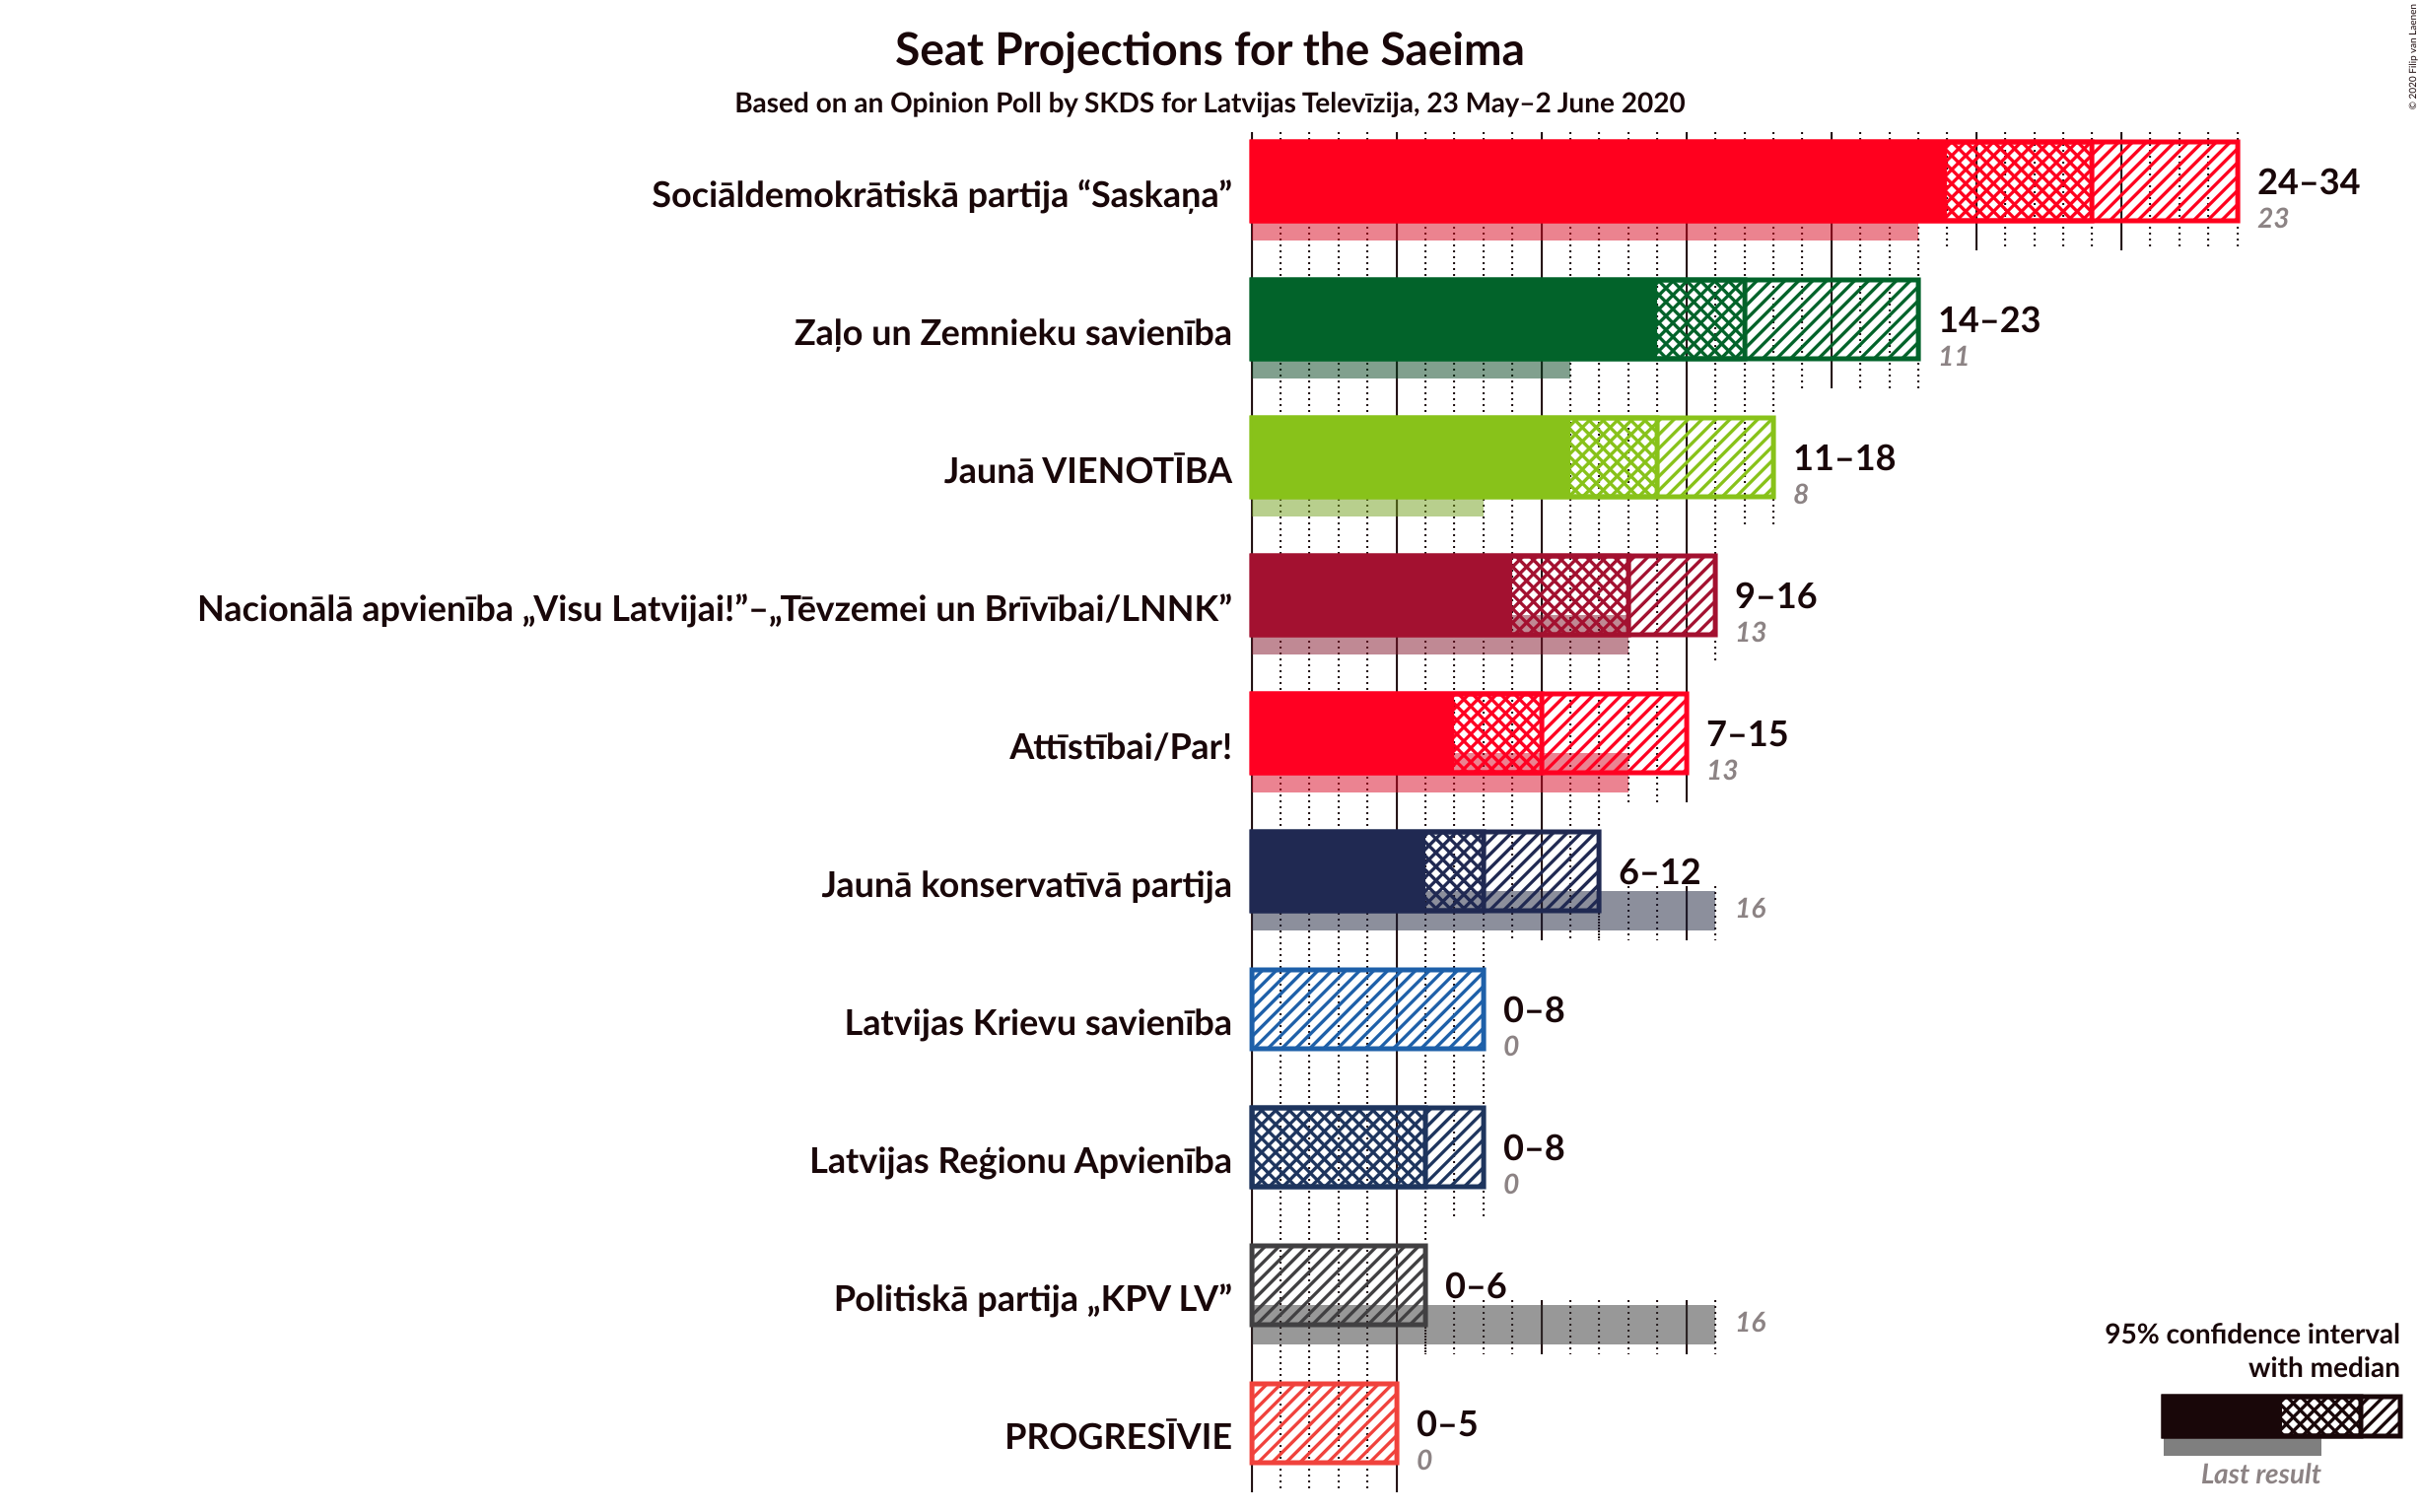 © 2020 Filip van Laenen
Seat Projections for the Saeima
Based on an Opinion Poll by SKDS for Latvijas Televīzija, 23 May–2 June 2020
Sociāldemokrātiskā partija “Saskaņa”
24–34
23
Zaļo un Zemnieku savienība
14–23
11
Jaunā VIENOTĪBA
11–18
8
Nacionālā apvienība „Visu Latvijai!”–„Tēvzemei un Brīvībai/LNNK”
9–16
13
Attīstībai/Par!
7–15
13
Jaunā konservatīvā partija
6–12
16
Latvijas Krievu savienība
0–8
0
Latvijas Reģionu Apvienība
0–8
0
Politiskā partija „KPV LV”
0–6
16
PROGRESĪVIE
0–5
0
95% confidence interval
with median
Last result